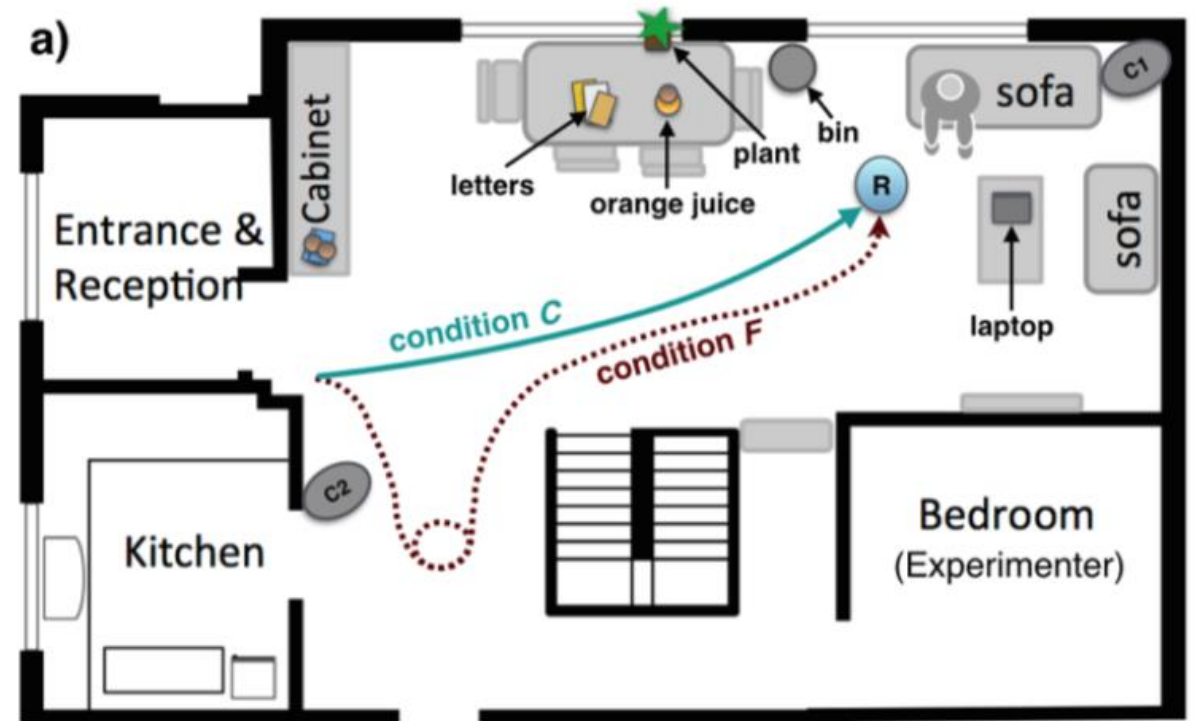 a)
C1
sofa
Cabinet
bin
plant
letters
orange juice
R
Entrance &
Reception
sofa
condition C
condition F
laptop
C2
Kitchen
Bedroom
(Experimenter)